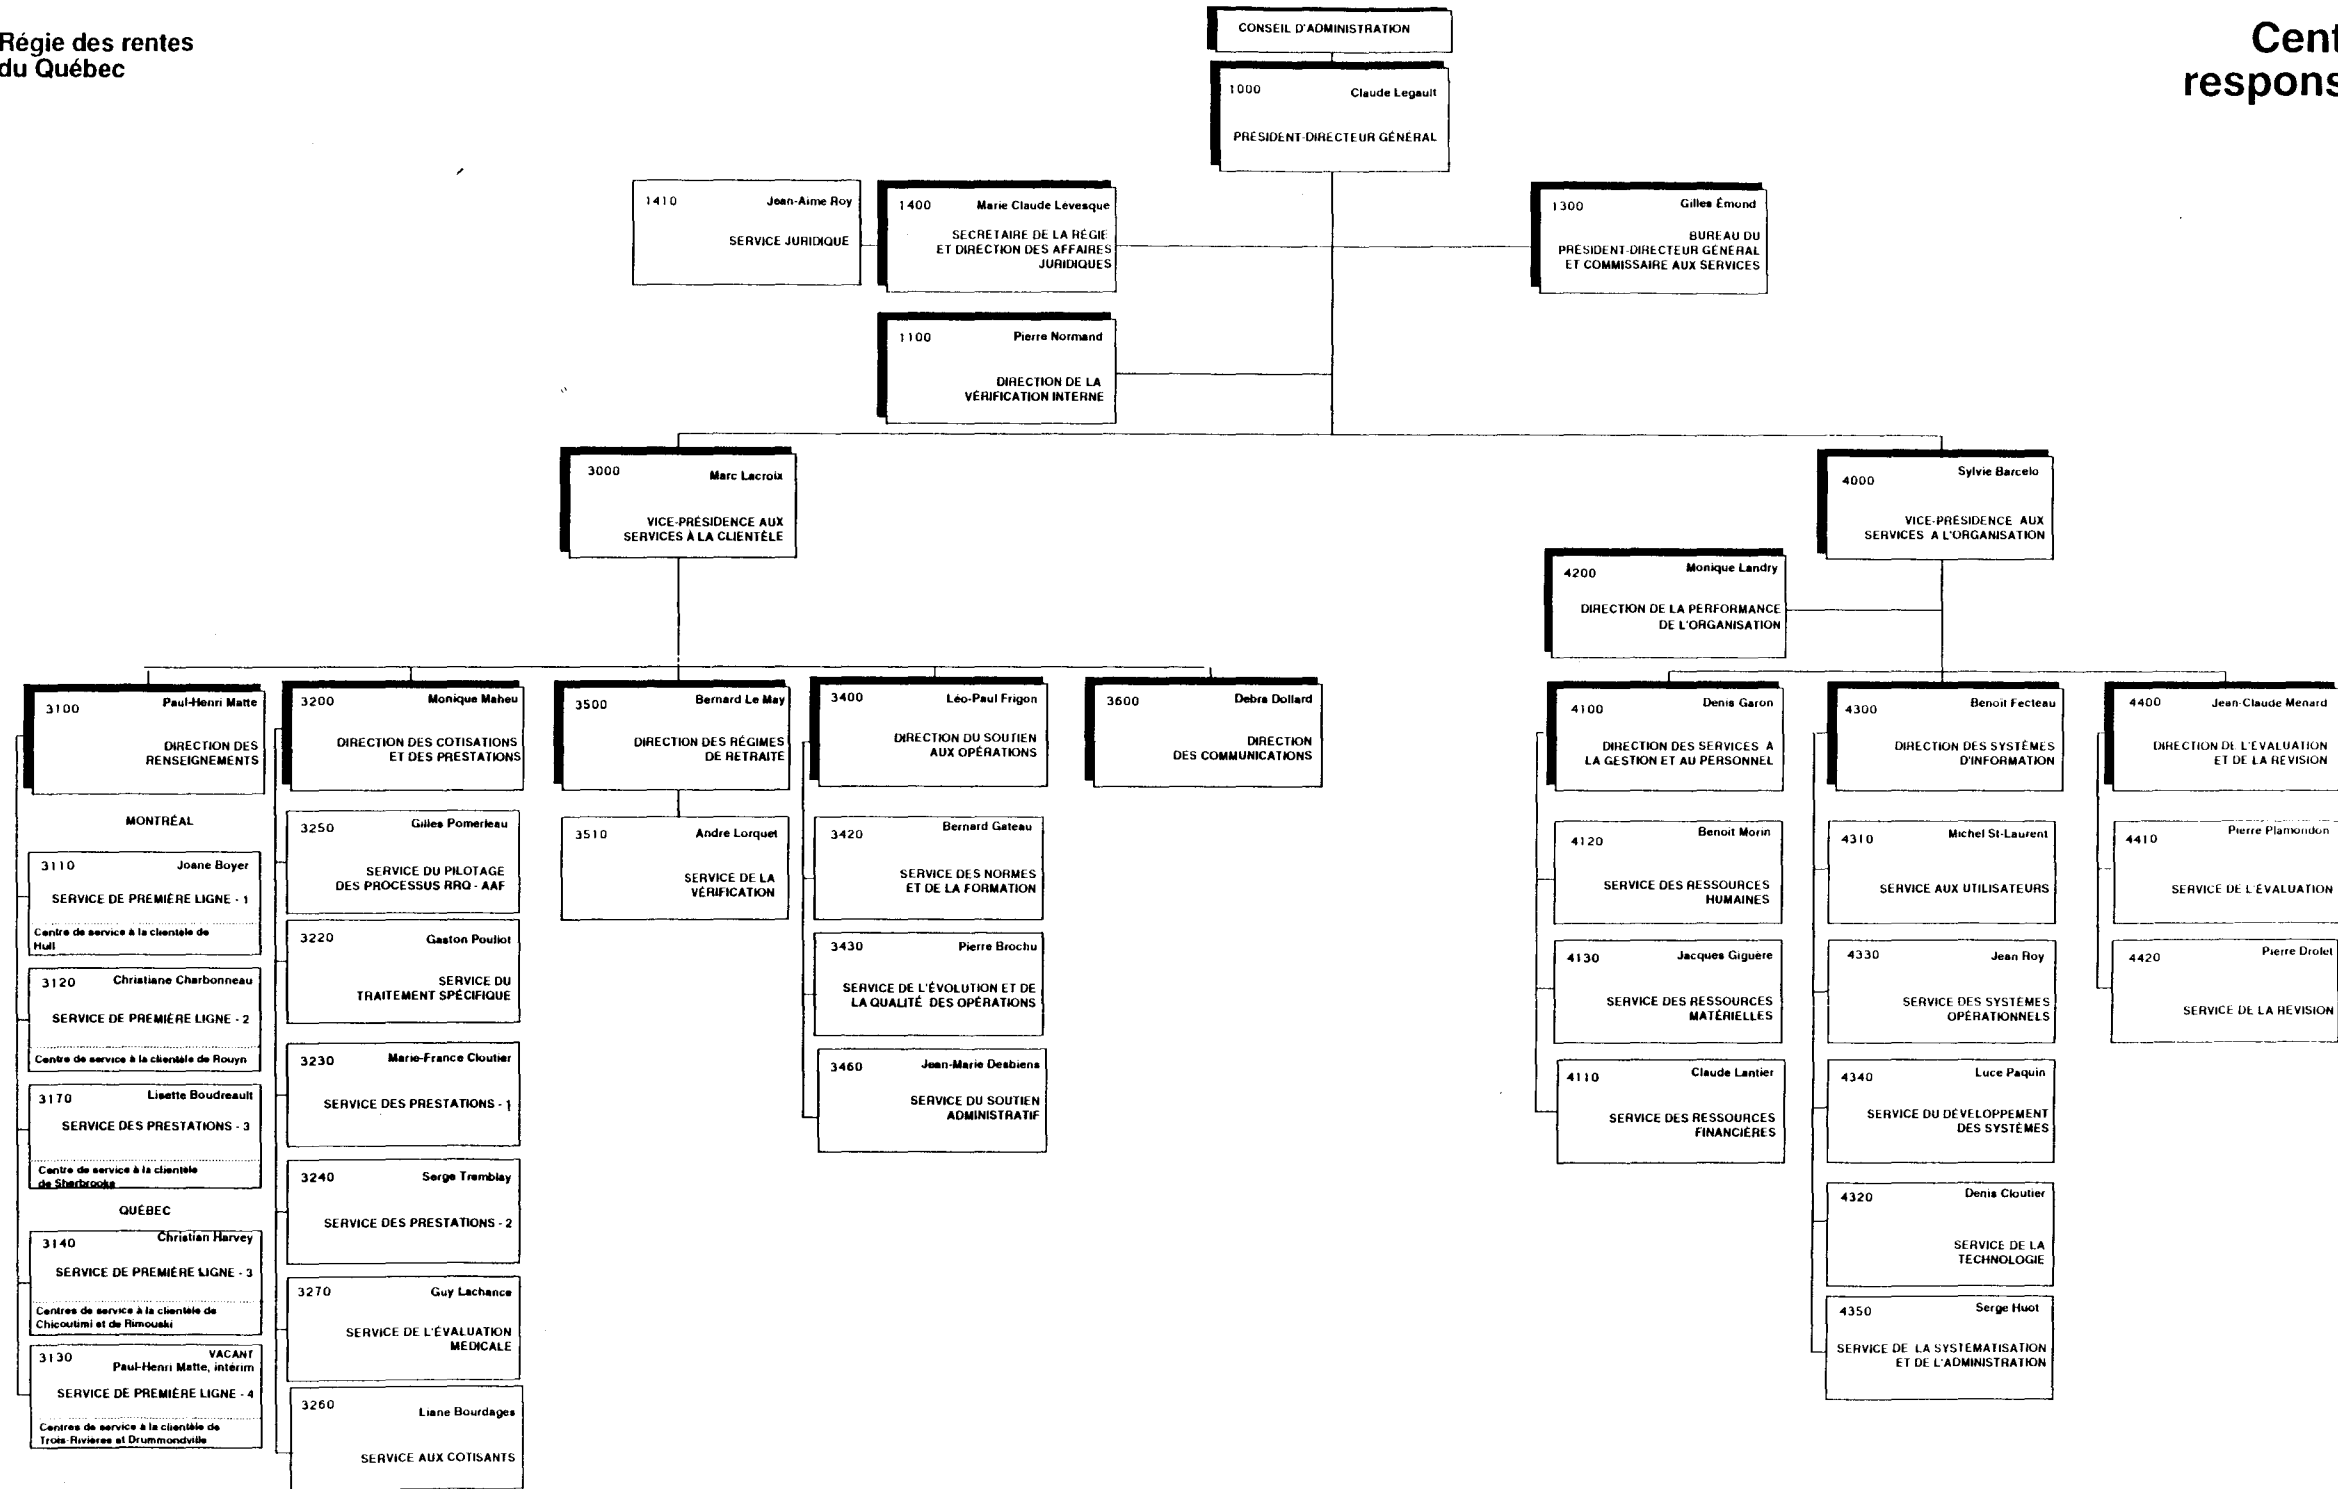 Régie des rentes
du Québec
Cent
respons
CONSEIL D'ADMINISTRATION
1000 Claude Legault
PRÉSIDENT-DIRECTEUR GÉNÉRAL
1410 Jean-Aime Roy
SERVICE JURIDIQUE
1400 Marie Claude Lévesque
SECRÉTAIRE DE LA RÉGIE
ET DIRECTION DES AFFAIRES
JURIDIQUES
1300 Gilles Émond
BUREAU DU
PRÉSIDENT-DIRECTEUR GÉNÉRAL
ET COMMISSAIRE AUX SERVICES
1100 Pierre Normand
DIRECTION DE LA
VÉRIFICATION INTERNE
3000 Marc Lacroix
VICE-PRÉSIDENCE AUX
SERVICES À LA CLIENTÈLE
4000 Sylvie Barcelo
VICE-PRÉSIDENCE AUX
SERVICES A L'ORGANISATION
4200 Monique Landry
DIRECTION DE LA PERFORMANCE
DE L'ORGANISATION
3100 Paul-Henri Matte
DIRECTION DES
RENSEIGNEMENTS
MONTRÉAL
3110 Joane Boyer
SERVICE DE PREMIÈRE LIGNE - 1
Centre de service à la clientèle de
Hull
3120 Christiane Charbonneau
SERVICE DE PREMIÈRE LIGNE - 2
Centre de service à la clientèle de Rouyn
3170 Lisette Boudreault
SERVICE DES PRESTATIONS - 3
Centre de service à la clientèle
de Sherbrooke
QUÉBEC
3140 Christian Harvey
SERVICE DE PREMIÈRE LIGNE - 3
Centres de service à la clientèle de
Chicoutimi et de Rimouski
3130 VACANT
Paul-Henri Matte, intérim
SERVICE DE PREMIÈRE LIGNE - 4
Centres de service à la clientèle de
Trois-Rivieres et Drummondville
3200 Monique Maheu
DIRECTION DES COTISATIONS
ET DES PRESTATIONS
3250 Gilles Pomerleau
SERVICE DU PILOTAGE
DES PROCESSUS RRQ - AAF
3220 Gaston Pouliot
SERVICE DU
TRAITEMENT SPÉCIFIQUE
3230 Marie-France Cloutier
SERVICE DES PRESTATIONS - 1
3240 Serge Tremblay
SERVICE DES PRESTATIONS - 2
3270 Guy Lachance
SERVICE DE L'ÉVALUATION
MEDICALE
3260 Liane Bourdages
SERVICE AUX COTISANTS
3500 Bernard Le May
DIRECTION DES RÉGIMES
DE RETRAITE
3510 Andre Lorquet
SERVICE DE LA
VÉRIFICATION
3400 Léo-Paul Frigon
DIRECTION DU SOUTIEN
AUX OPÉRATIONS
3420 Bernard Gateau
SERVICE DES NORMES
ET DE LA FORMATION
3430 Pierre Brochu
SERVICE DE L'ÉVOLUTION ET DE
LA QUALITÉ DES OPÉRATIONS
3460 Jean-Marie Desbiens
SERVICE DU SOUTIEN
ADMINISTRATIF
3600 Debra Dollard
DIRECTION
DES COMMUNICATIONS
4100 Denis Garon
DIRECTION DES SERVICES A
LA GESTION ET AU PERSONNEL
4120 Benoit Morin
SERVICE DES RESSOURCES
HUMAINES
4130 Jacques Giguère
SERVICE DES RESSOURCES
MATÉRIELLES
4110 Claude Lantier
SERVICE DES RESSOURCES
FINANCIÈRES
4300 Benoit Fecteau
DIRECTION DES SYSTÈMES
D'INFORMATION
4310 Michel St-Laurent
SERVICE AUX UTILISATEURS
4330 Jean Roy
SERVICE DES SYSTÈMES
OPÉRATIONNELS
4340 Luce Paquin
SERVICE DU DÉVELOPPEMENT
DES SYSTÈMES
4320 Denis Cloutier
SERVICE DE LA
TECHNOLOGIE
4350 Serge Huot
SERVICE DE LA SYSTEMATISATION
ET DE L'ADMINISTRATION
4400 Jean-Claude Menard
DIRECTION DE L'ÉVALUATION
ET DE LA REVISION
4410 Pierre Plamondon
SERVICE DE L'ÉVALUATION
4420 Pierre Drolet
SERVICE DE LA REVISION